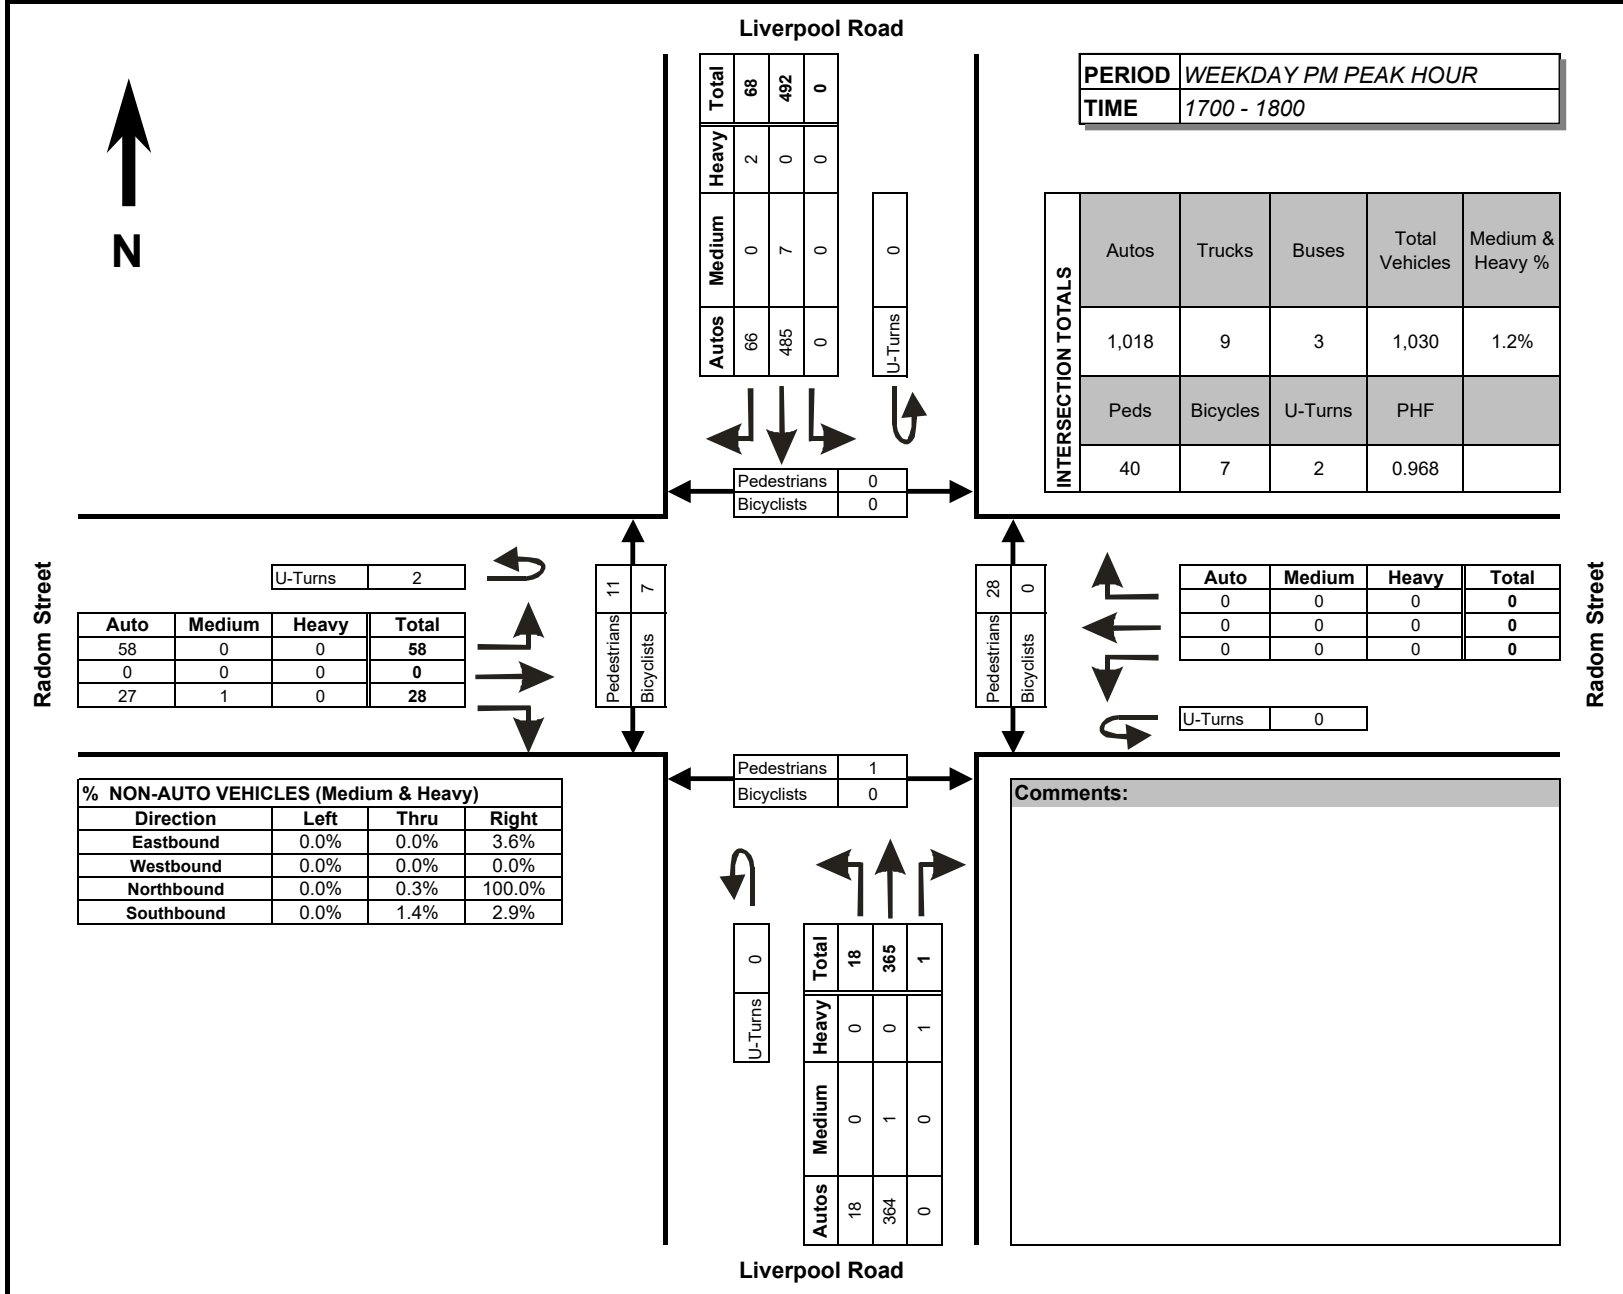 Liverpool Road
PERIOD WEEKDAY PM PEAK HOUR
TIME 1700 - 1800
N
Total 68 492 0
Heavy 2 0 0
Medium 0 7 0
Autos 66 485 0
0
U-Turns
INTERSECTION TOTALS
Autos Trucks Buses Total Vehicles Medium & Heavy %
1,018 9 3 1,030 1.2%
Peds Bicycles U-Turns PHF
40 7 2 0.968
Pedestrians 0
Bicyclists 0
Radom Street
U-Turns 2
Auto Medium Heavy Total
58 0 0 58
0 0 0 0
27 1 0 28
Pedestrians 11
Bicyclists 7
Pedestrians 28
Bicyclists 0
Auto Medium Heavy Total
0 0 0 0
0 0 0 0
0 0 0 0
U-Turns 0
Radom Street
Pedestrians 1
Bicyclists 0
% NON-AUTO VEHICLES (Medium & Heavy)
Direction Left Thru Right
Eastbound 0.0% 0.0% 3.6%
Westbound 0.0% 0.0% 0.0%
Northbound 0.0% 0.3% 100.0%
Southbound 0.0% 1.4% 2.9%
Comments:
0
U-Turns
Total 18 365 1
Heavy 0 0 1
Medium 0 1 0
Autos 18 364 0
Liverpool Road